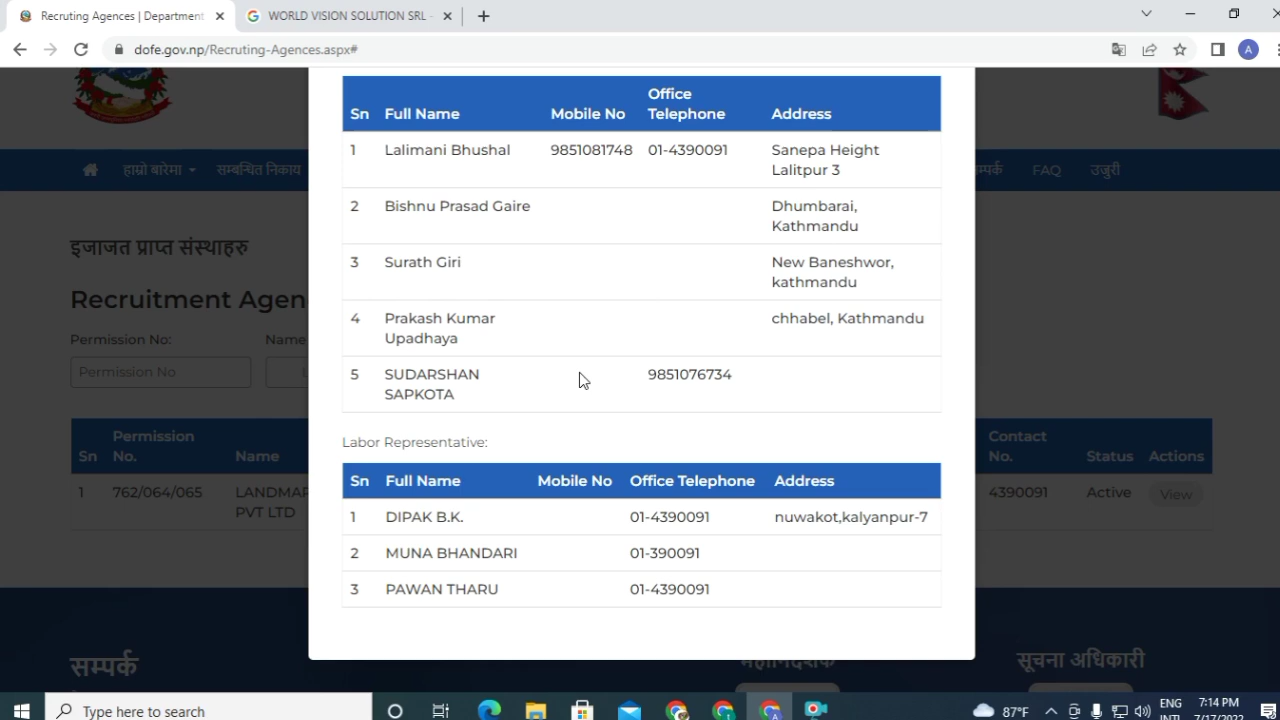 Recruting Agences | Department
WORLD VISION SOLUTION SRL -
dofe.gov.np/Recruting-Agences.aspx#
A
हाम्रो बारेमा
सम्बन्धित निकाय
FAQ
उजुरी
इजाजत प्राप्त संस्थाहरु
Recruitment Agen
Permission No:
Name
Permission No
Sn
Permission No.
Name
Contact No.
Status
Actions
1
762/064/065
LANDMAR
PVT LTD
4390091
Active
View
Sn Full Name Mobile No Office Telephone Address
1 Lalimani Bhushal 9851081748 01-4390091 Sanepa Height
Lalitpur 3
2 Bishnu Prasad Gaire Dhumbarai,
Kathmandu
3 Surath Giri New Baneshwor,
kathmandu
4 Prakash Kumar chhabel, Kathmandu
Upadhaya
5 SUDARSHAN 9851076734
SAPKOTA
Labor Representative:
Sn Full Name Mobile No Office Telephone Address
1 DIPAK B.K. 01-4390091 nuwakot,kalyanpur-7
2 MUNA BHANDARI 01-390091
3 PAWAN THARU 01-4390091
सम्पर्क
सूचना अधिकारी
Type here to search
87°F
ENG
7:14 PM